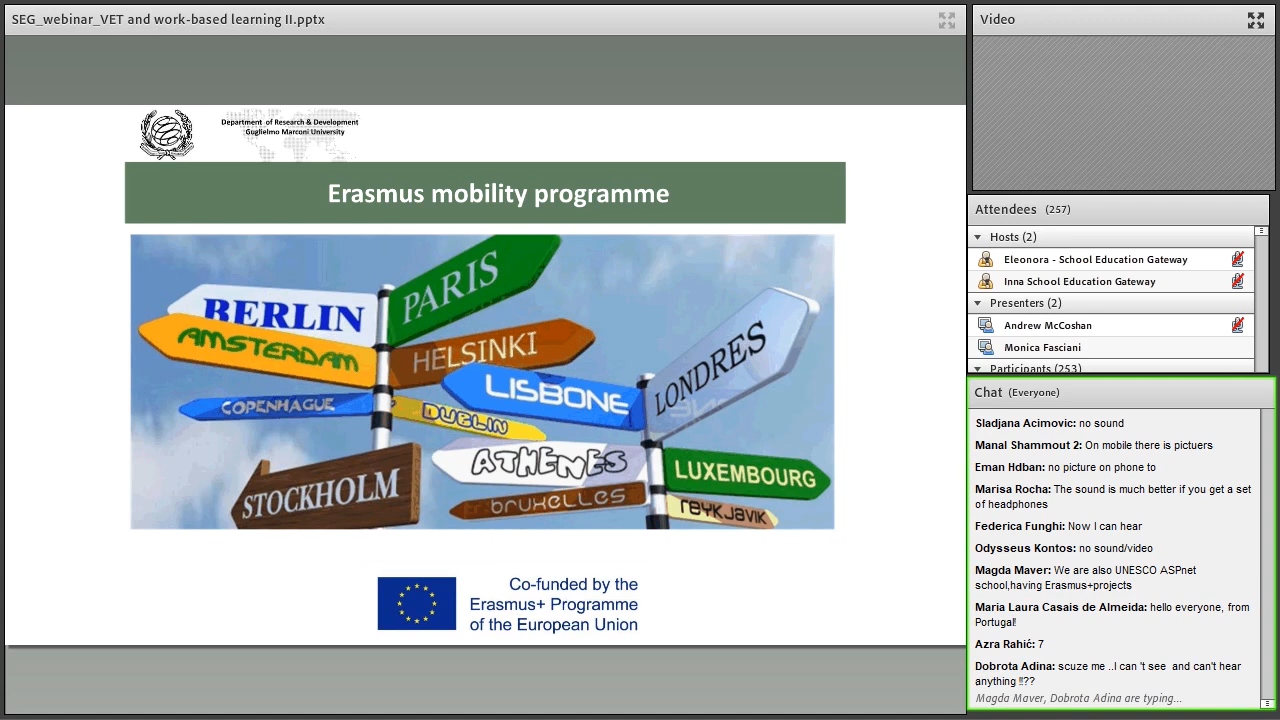 SEG_webinar_VET and work-based learning II.pptx
Department of Research & Development
Guglielmo Marconi University
Erasmus mobility programme
BERLIN
PARIS
AMSTERDAM
HELSINKI
LONDRES
COPENHAGUE
LISBONNE
DUBLIN
ATHENES
STOCKHOLM
LUXEMBOURG
bruxelles
REYKJAVIK
Co-funded by the
Erasmus+ Programme
of the European Union
Video
Attendees (257)
Hosts (2)
Eleonora - School Education Gateway
Inna School Education Gateway
Presenters (2)
Andrew McCoshan
Monica Fasciani
Participants (253)
Chat (Everyone)
Sladjana Acimovic: no sound
Manal Shammout 2: On mobile there is pictuers
Eman Hdban: no picture on phone to
Marisa Rocha: The sound is much better if you get a set
of headphones
Federica Funghi: Now I can hear
Odysseus Kontos: no sound/video
Magda Maver: We are also UNESCO ASPnet
school,having Erasmus+projects
Maria Laura Casais de Almeida: hello everyone, from
Portugal!
Azra Rahić: 7
Dobrota Adina: scuze me ..I can 't see and can't hear
anything !!??
Magda Maver, Dobrota Adina are typing...